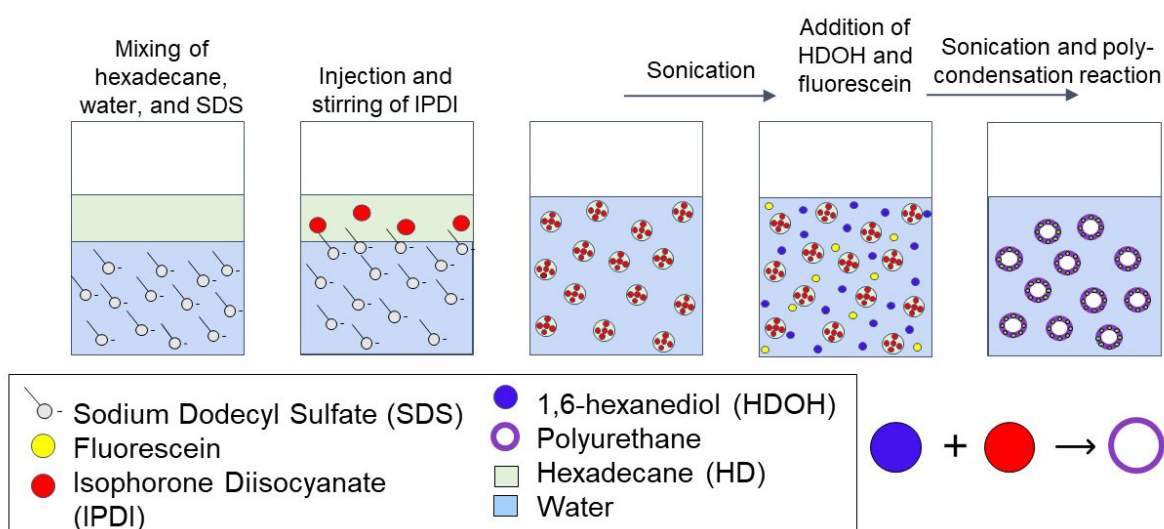 Mixing of
hexadecane,
water, and SDS
Injection and
stirring of IPDI
Sonication
Addition of
HDOH and
fluorescein
Sonication and poly-
condensation reaction
- Sodium Dodecyl Sulfate (SDS)
Fluorescein
Isophorone Diisocyanate
(IPDI)
1,6-hexanediol (HDOH)
Polyurethane
Hexadecane (HD)
Water
+ →